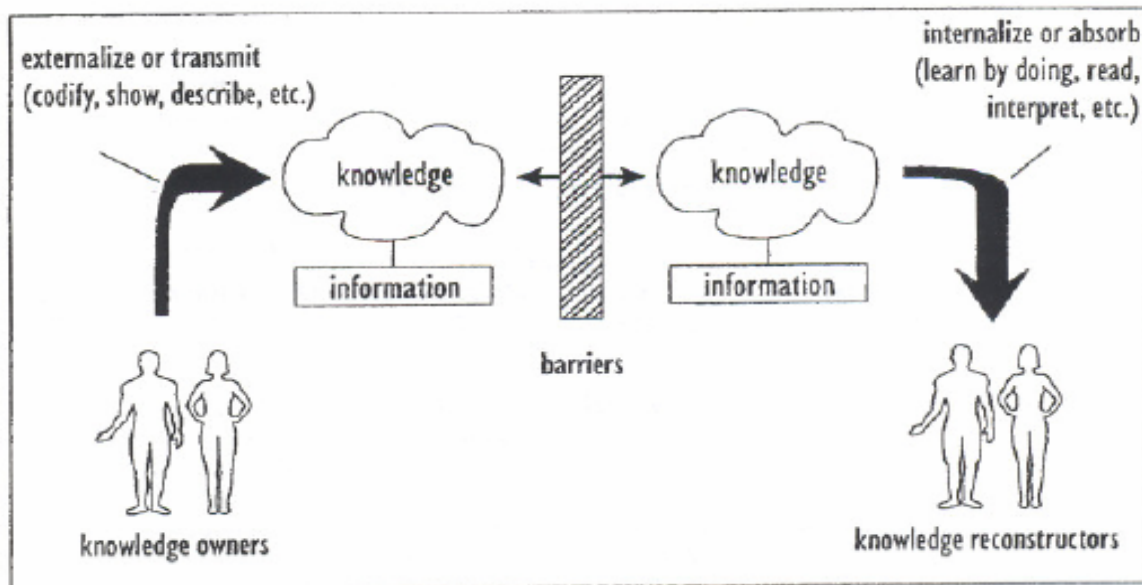 externalize or transmit
(codify, show, describe, etc.)
internalize or absorb
(learn by doing, read,
interpret, etc.)
knowledge
knowledge
information
information
barriers
knowledge owners
knowledge reconstructors